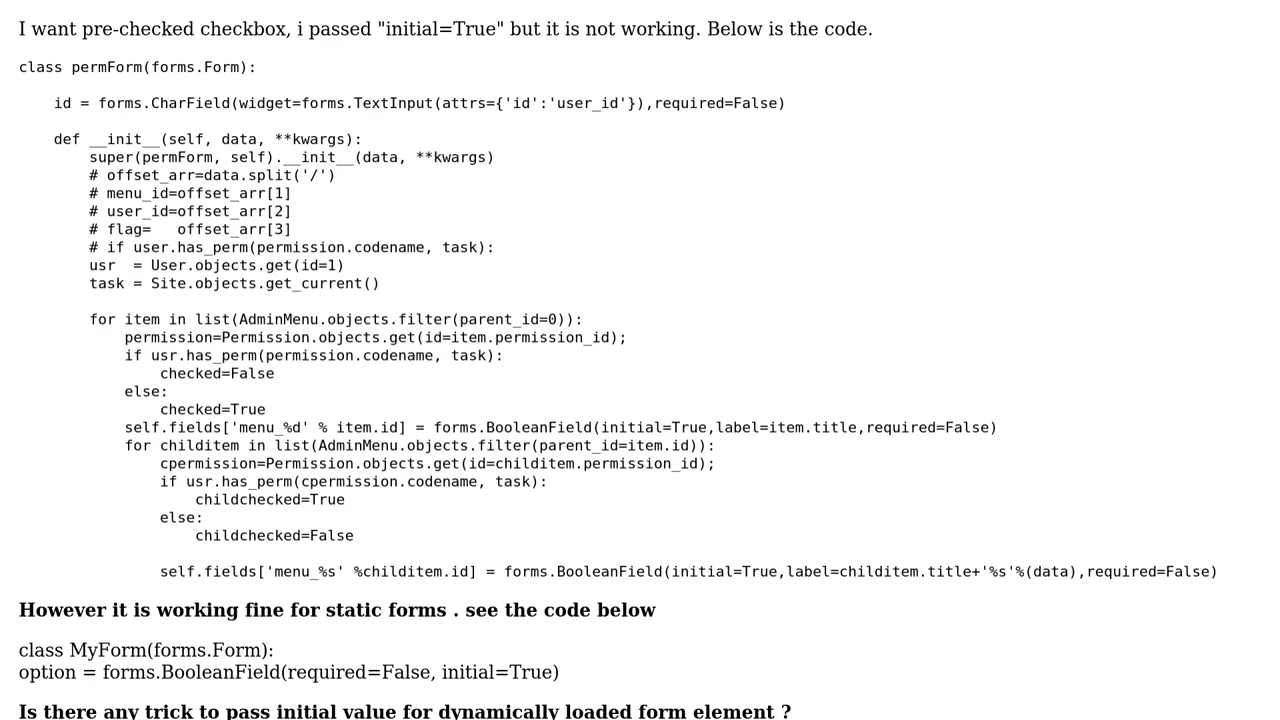 I want pre-checked checkbox, i passed "initial=True" but it is not working. Below is the code.
class permForm(forms.Form):
    id = forms.CharField(widget=forms.TextInput(attrs={'id':'user_id'}),required=False)
    def __init__(self, data, **kwargs):
        super(permForm, self).__init__(data, **kwargs)
        # offset_arr=data.split('/')
        # menu_id=offset_arr[1]
        # user_id=offset_arr[2]
        # flag=   offset_arr[3]
        # if user.has_perm(permission.codename, task):
        usr  = User.objects.get(id=1)
        task = Site.objects.get_current()
        for item in list(AdminMenu.objects.filter(parent_id=0)):
            permission=Permission.objects.get(id=item.permission_id);
            if usr.has_perm(permission.codename, task):
                checked=False
            else:
                checked=True
            self.fields['menu_%d' % item.id] = forms.BooleanField(initial=True,label=item.title,required=False)
            for childitem in list(AdminMenu.objects.filter(parent_id=item.id)):
                cpermission=Permission.objects.get(id=childitem.permission_id);
                if usr.has_perm(cpermission.codename, task):
                    childchecked=True
                else:
                    childchecked=False
                self.fields['menu_%s' %childitem.id] = forms.BooleanField(initial=True,label=childitem.title+'%s'%(data),required=False)
However it is working fine for static forms . see the code below
class MyForm(forms.Form):
option = forms.BooleanField(required=False, initial=True)
Is there any trick to pass initial value for dynamically loaded form element ?